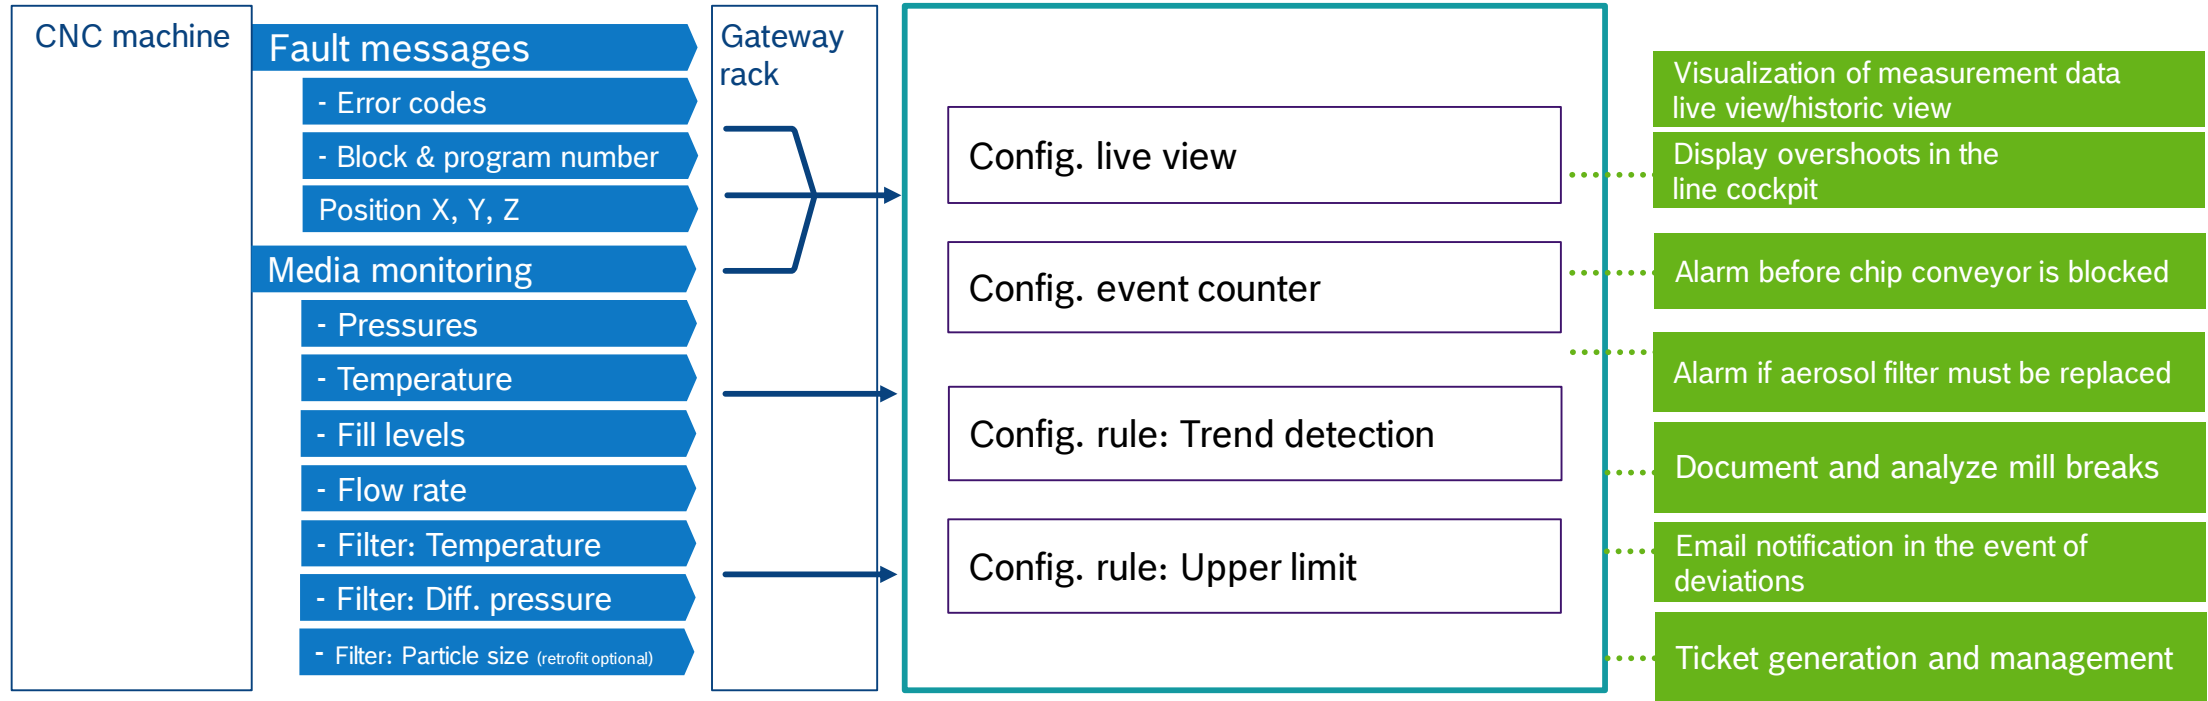 CNC machine
Fault messages
- Error codes
- Block & program number
Position X, Y, Z
Media monitoring
- Pressures
- Temperature
- Fill levels
- Flow rate
- Filter: Temperature
- Filter: Diff. pressure
- Filter: Particle size (retrofit optional)
Gateway
rack
Config. live view
Config. event counter
Config. rule: Trend detection
Config. rule: Upper limit
Visualization of measurement data
live view/historic view
Display overshoots in the
line cockpit
Alarm before chip conveyor is blocked
Alarm if aerosol filter must be replaced
Document and analyze mill breaks
Email notification in the event of
deviations
Ticket generation and management